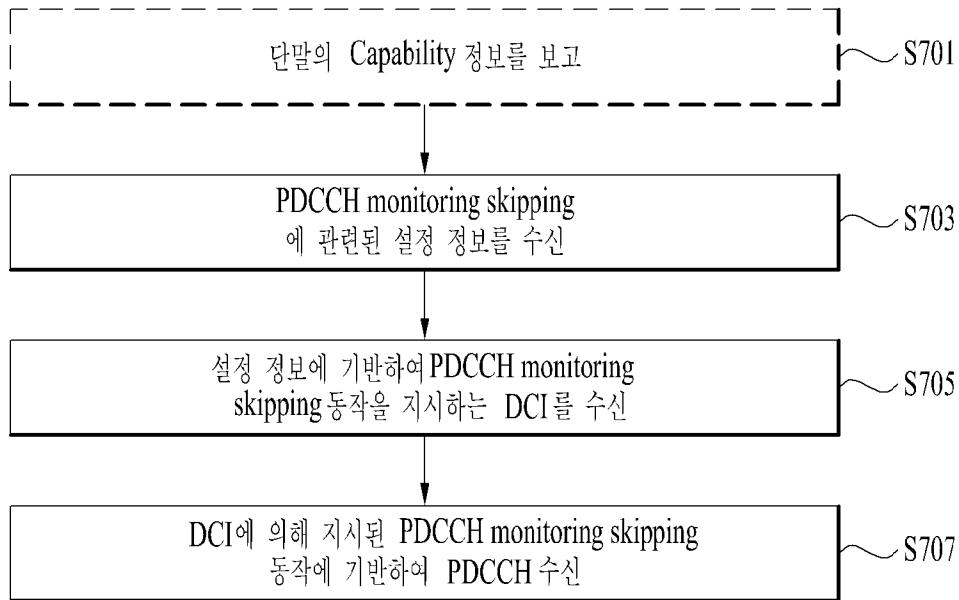 단말의 Capability 정보를 보고
S701
PDCCH monitoring skipping
에 관련된 설정 정보를 수신
S703
설정 정보에 기반하여 PDCCH monitoring
skipping 동작을 지시하는 DCI를 수신
S705
DCI에 의해 지시된 PDCCH monitoring skipping
동작에 기반하여 PDCCH 수신
S707